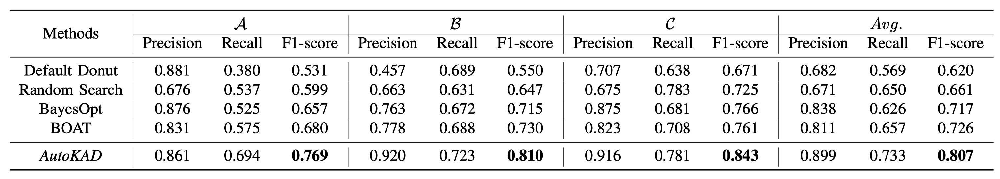 Methods 𝒜 ℬ 𝒞 Avg.
Precision Recall F1-score Precision Recall F1-score Precision Recall F1-score Precision Recall F1-score
Default Donut 0.881 0.380 0.531 0.457 0.689 0.550 0.707 0.638 0.671 0.682 0.569 0.620
Random Search 0.676 0.537 0.599 0.663 0.631 0.647 0.675 0.783 0.725 0.671 0.650 0.661
BayesOpt 0.876 0.525 0.657 0.763 0.672 0.715 0.875 0.681 0.766 0.838 0.626 0.717
BOAT 0.831 0.575 0.680 0.778 0.688 0.730 0.823 0.708 0.761 0.811 0.657 0.726
AutoKAD 0.861 0.694 0.769 0.920 0.723 0.810 0.916 0.781 0.843 0.899 0.733 0.807